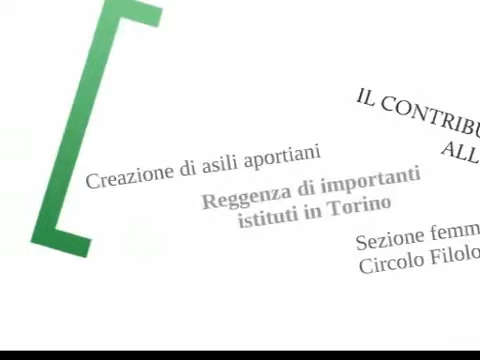 IL CONTRIBU
ALL
Creazione di asili aportiani
Reggenza di importanti
istituti in Torino
Sezione femm
Circolo Filolo